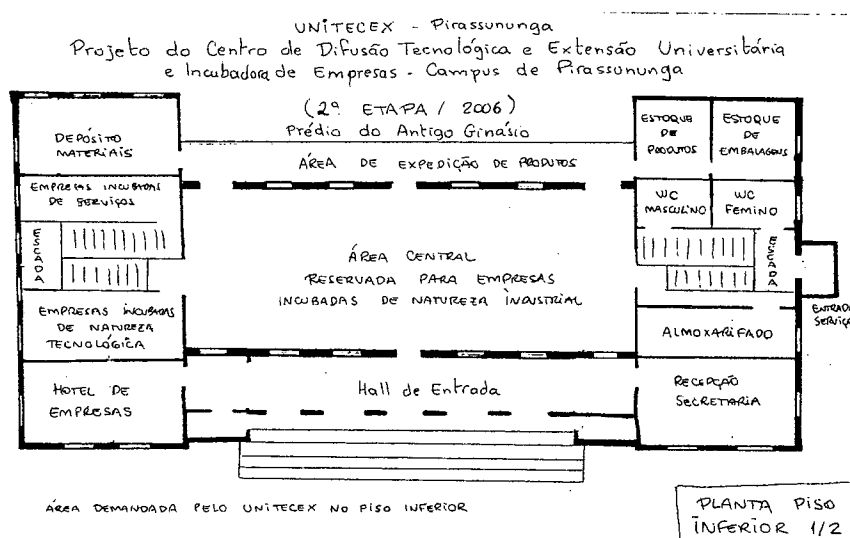 UNITECEX - Pirassununga
Projeto do Centro de Difusão Tecnológica e Extensão Universitária
e Incubadora de Empresas - Campus de Pirassununga
(2ª ETAPA / 2006)
Prédio do Antigo Ginásio
DEPÓSITO
MATERIAIS
ÁREA DE EXPEDIÇÃO DE PRODUTOS
ESTOQUE
DE
PRODUTOS
ESTOQUE
DE
EMBALAGENS
EMPRESAS INCUBADAS
DE SERVIÇOS
WC
MASCULINO
WC
FEMINO
ESCADA
ÁREA CENTRAL
RESERVADA PARA EMPRESAS
INCUBADAS DE NATUREZA INDUSTRIAL
ESCADA
EMPRESAS INCUBADAS
DE NATUREZA
TECNOLÓGICA
ENTRADA
SERVIÇO
ALMOXARIFADO
HOTEL DE
EMPRESAS
Hall de Entrada
RECEPÇÃO
SECRETARIA
ÁREA DEMANDADA PELO UNITECEX NO PISO INFERIOR
PLANTA PISO
INFERIOR 1/2